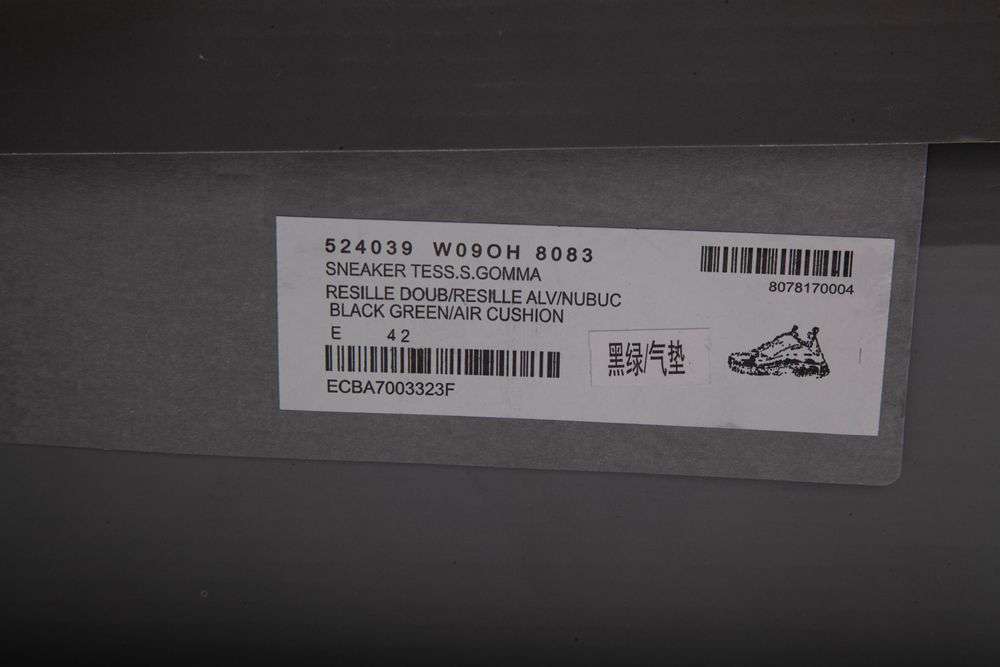 524039 W09OH 8083
SNEAKER TESS.S.GOMMA
RESILLE DOUB/RESILLE ALV/NUBUC
BLACK GREEN/AIR CUSHION
E 42
ECBA7003323F
8078170004
黑绿/气垫